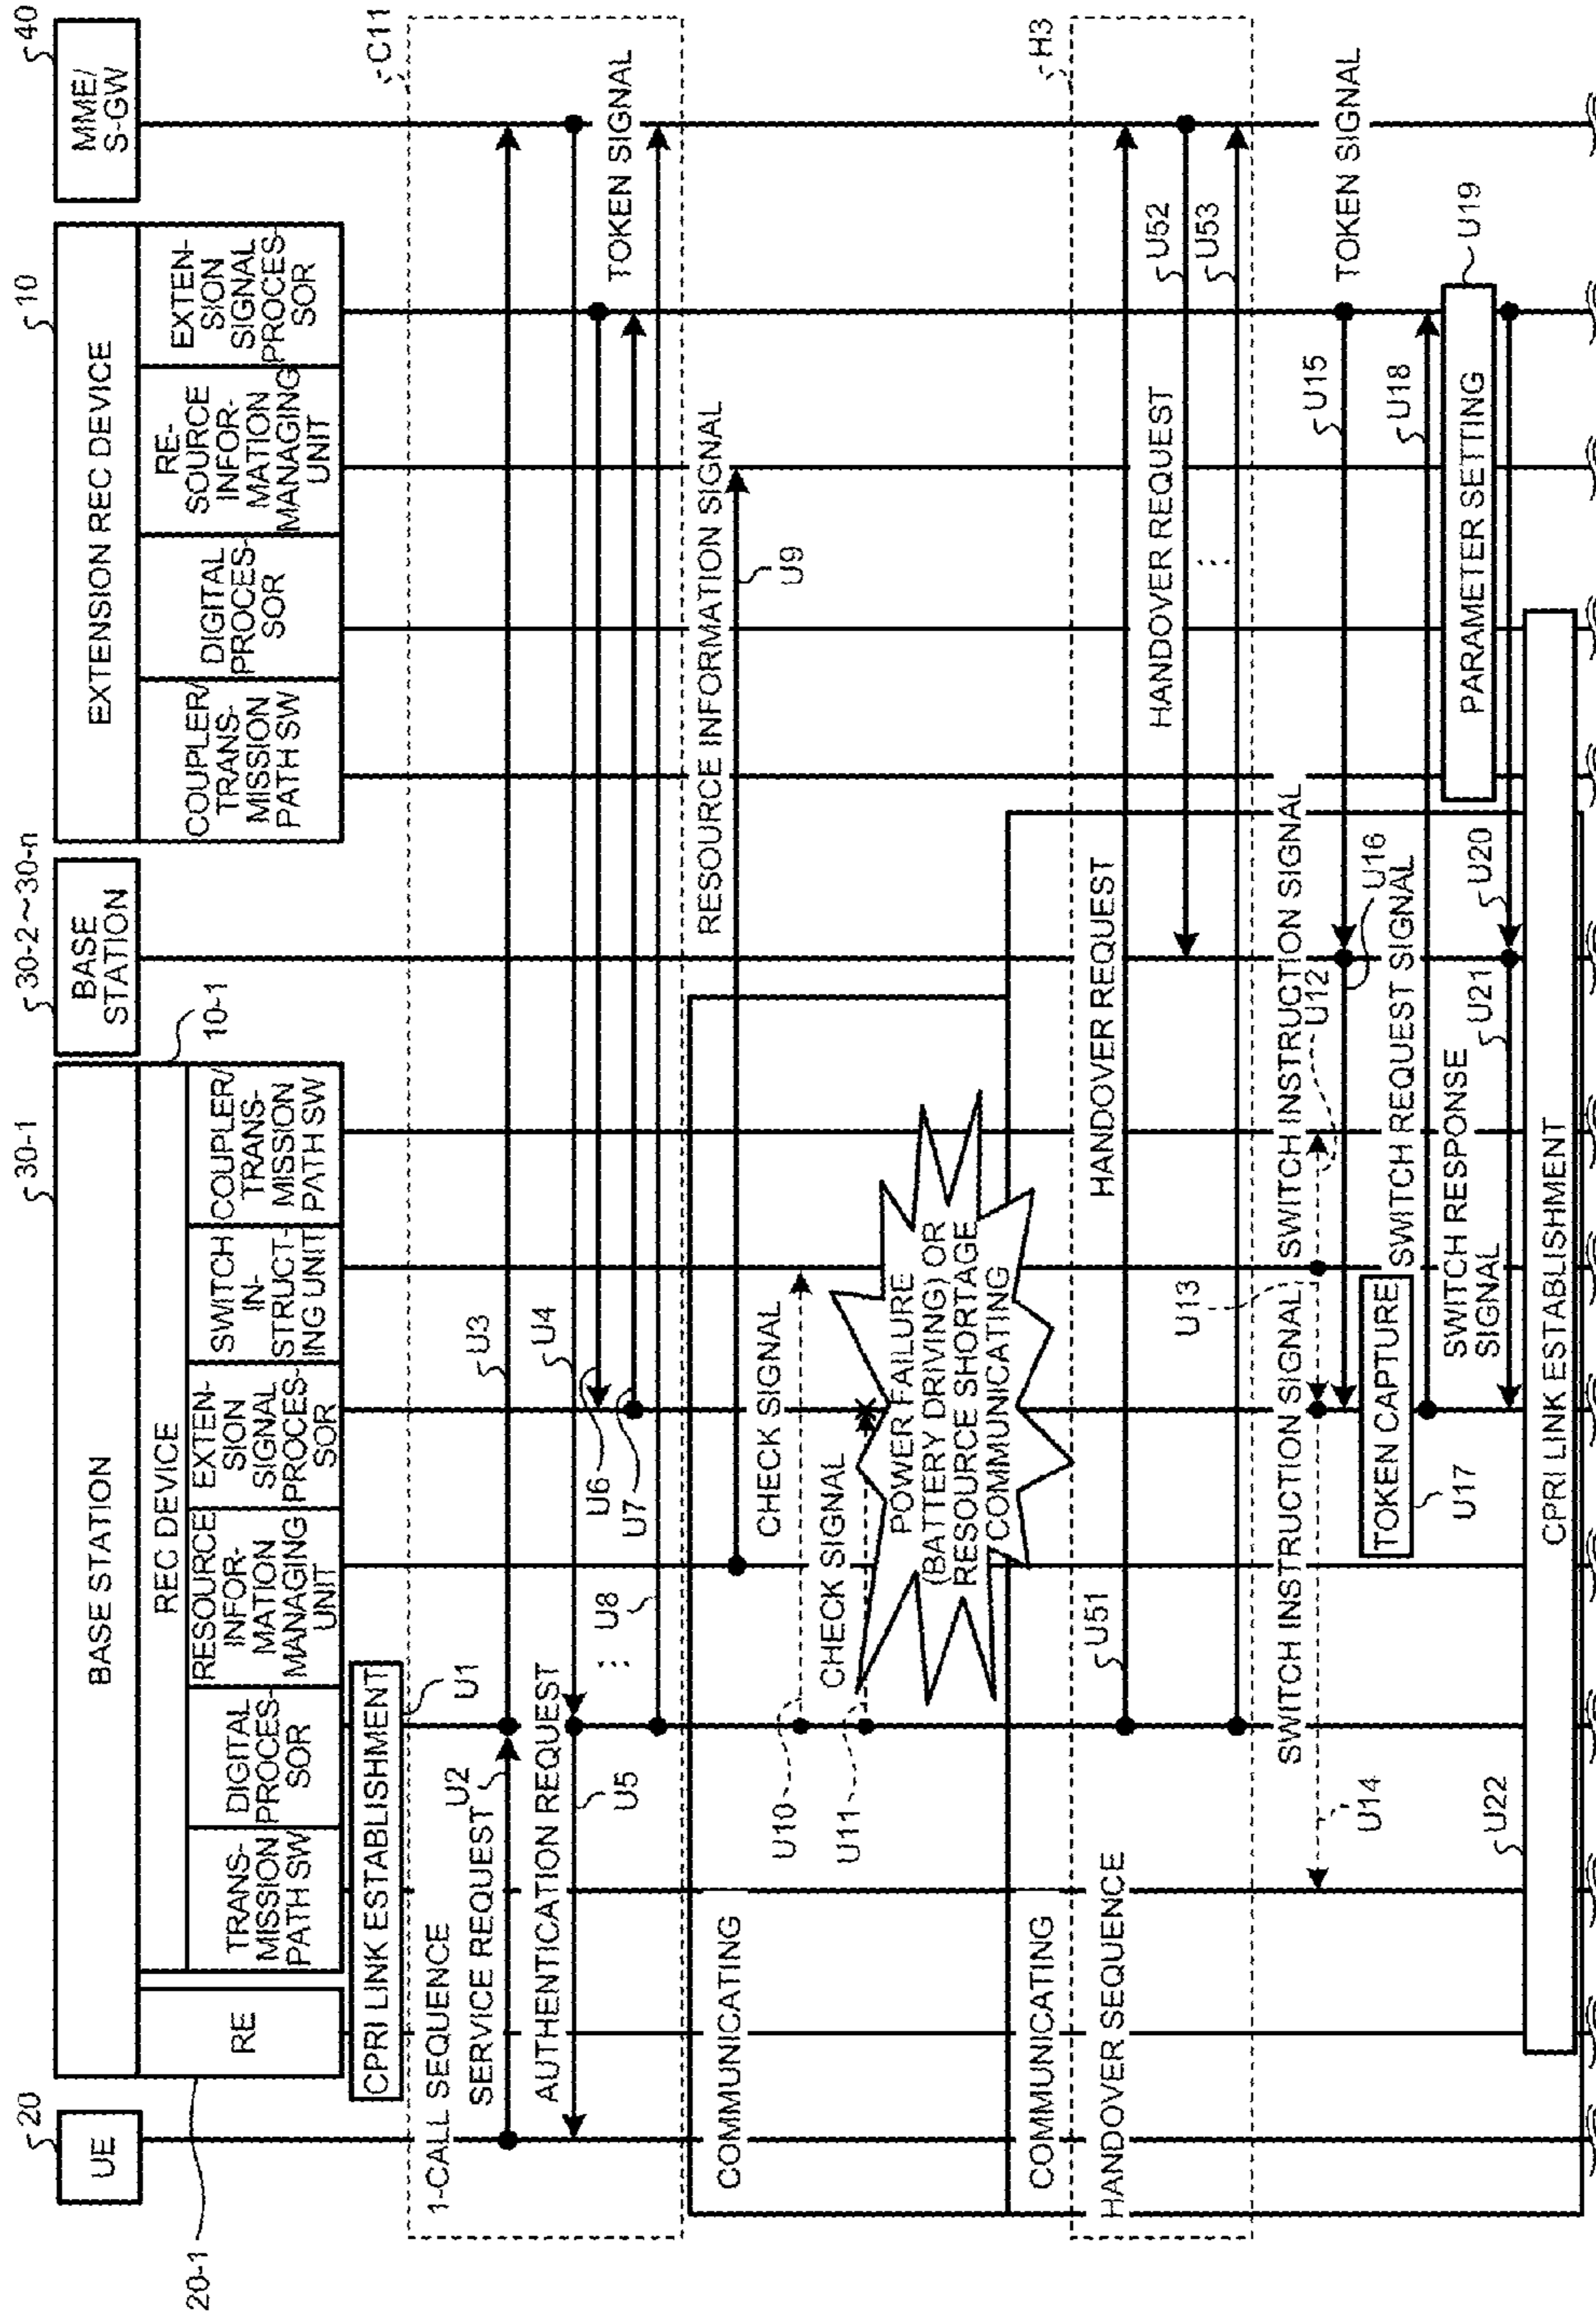 20
30-1
30-2~30-n
10
40
UE
BASE STATION
BASE
STATION
EXTENSION REC DEVICE
MME/
S-GW
20-1
10-1
RE
REC DEVICE
TRANS-
MISSION
PATH SW
DIGITAL
PROCES-
SOR
RESOURCE
INFOR-
MATION
MANAGING
UNIT
EXTEN-
SION
SIGNAL
PROCES-
SOR
SWITCH
IN-
STRUCT-
ING UNIT
COUPLER/
TRANS-
MISSION
PATH SW
COUPLER/
TRANS-
MISSION
PATH SW
DIGITAL
PROCES-
SOR
RE-
SOURCE
INFOR-
MATION
MANAGING
UNIT
EXTEN-
SION
SIGNAL
PROCES-
SOR
CPRI LINK ESTABLISHMENT
U1
C11
1-CALL SEQUENCE
SERVICE REQUEST
U2
U3
AUTHENTICATION REQUEST
U5
U4
U6
TOKEN SIGNAL
U7
⋮
U8
COMMUNICATING
RESOURCE INFORMATION SIGNAL
U9
CHECK SIGNAL
U10
CHECK SIGNAL
U11
POWER FAILURE
(BATTERY DRIVING) OR
RESOURCE SHORTAGE
COMMUNICATING
COMMUNICATING
H3
HANDOVER SEQUENCE
U51
HANDOVER REQUEST
HANDOVER REQUEST
U52
⋮
U53
SWITCH INSTRUCTION SIGNAL
U13
SWITCH INSTRUCTION SIGNAL
U12
U14
U15
TOKEN SIGNAL
U16
TOKEN CAPTURE
U17
SWITCH REQUEST SIGNAL
U18
PARAMETER SETTING
U19
SWITCH RESPONSE
SIGNAL
U21
U20
U22
CPRI LINK ESTABLISHMENT